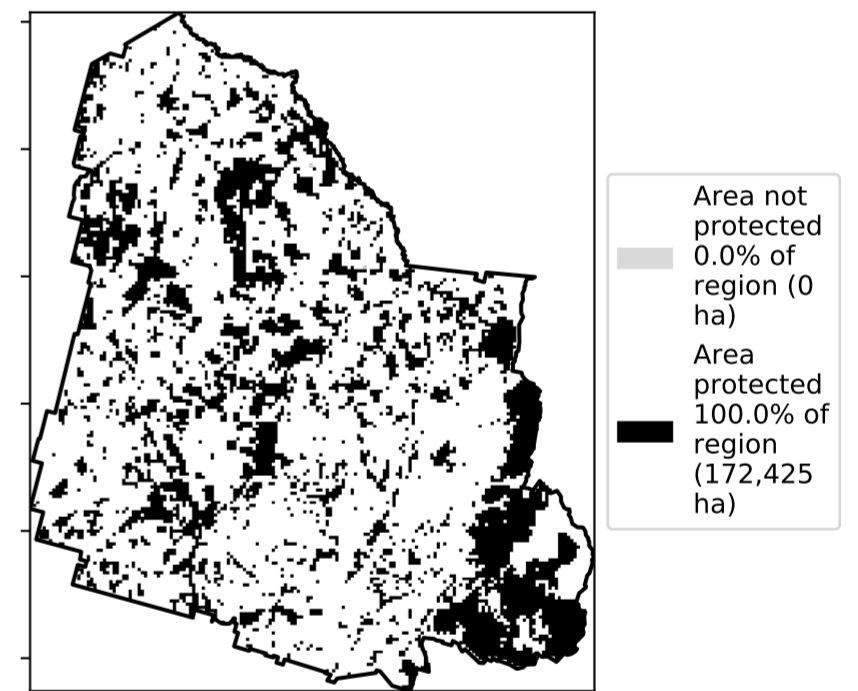 Area not
protected
0.0% of
region (0
ha)
Area
protected
100.0% of
region
(172,425
ha)